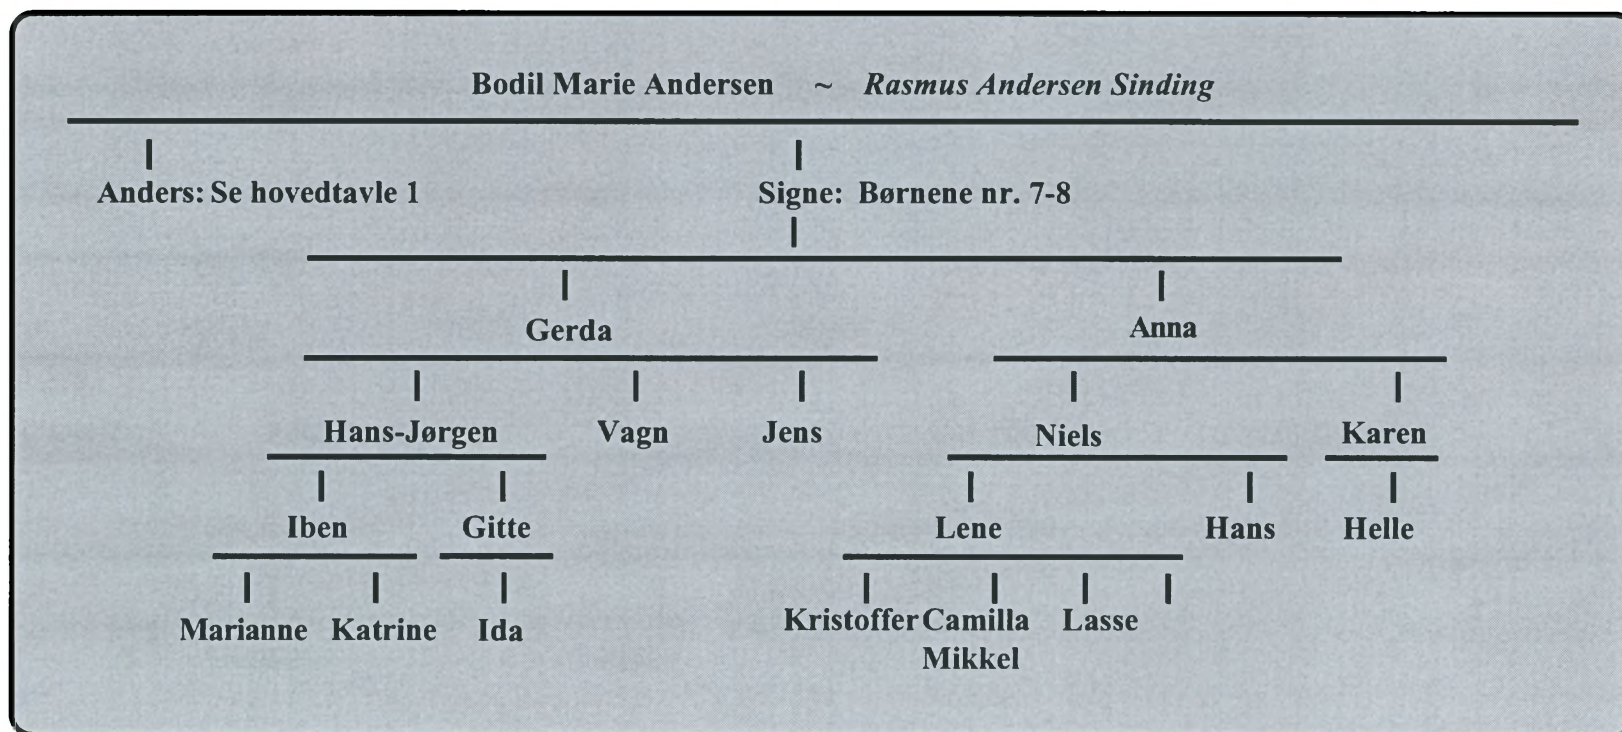 Bodil Marie Andersen ~ Rasmus Andersen Sinding
Anders: Se hovedtavle 1 Signe: Børnene nr. 7-8
Gerda Anna
Hans-Jørgen Vagn Jens Niels Karen
Iben Gitte Lene Hans Helle
Marianne Katrine Ida Kristoffer Camilla Lasse
Mikkel